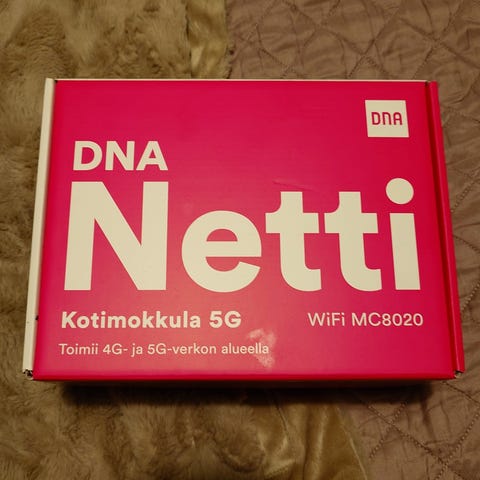 DNA
DNA
Netti
Kotimokkula 5G
WiFi MC8020
Toimii 4G- ja 5G-verkon alueella